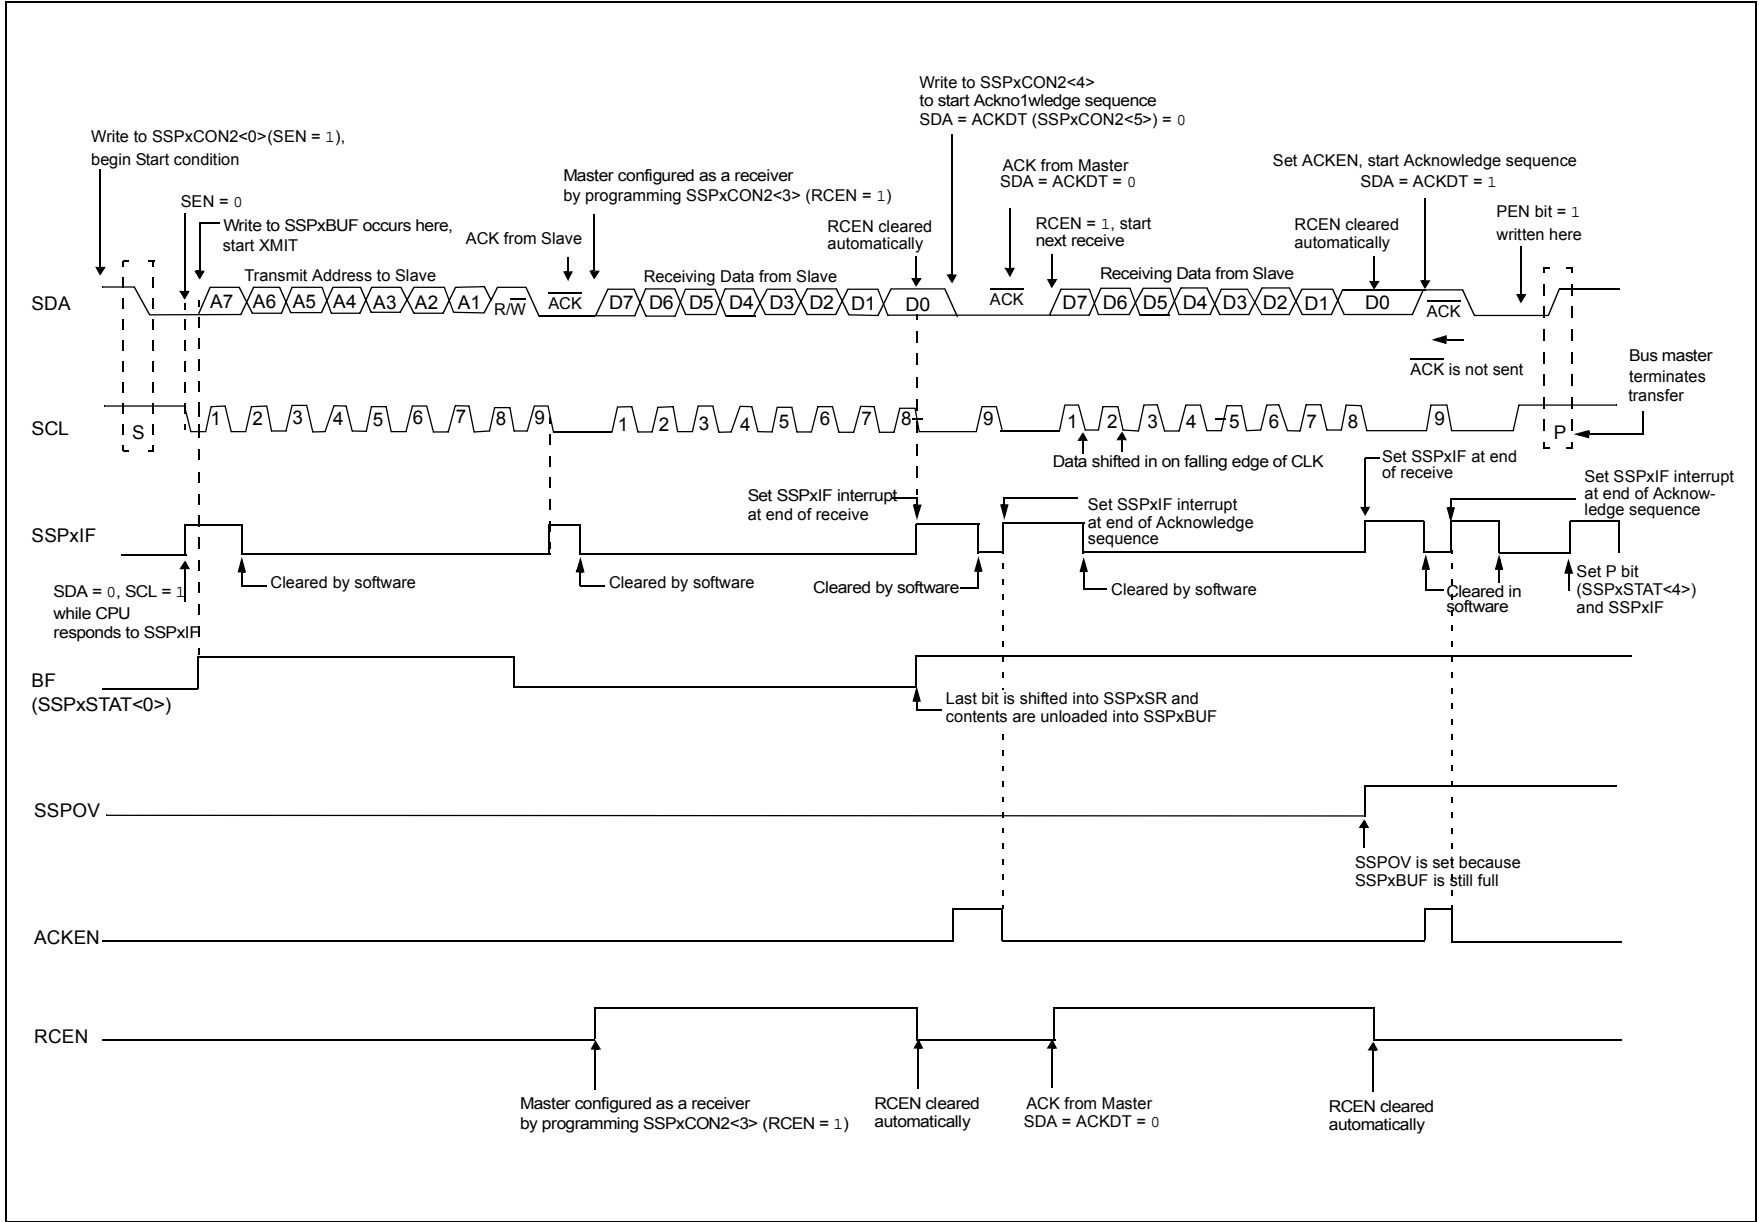 Write to SSPxCON2<4>
to start Ackno1wledge sequence
SDA = ACKDT (SSPxCON2<5>) = 0
Write to SSPxCON2<0>(SEN = 1),
begin Start condition
Master configured as a receiver
by programming SSPxCON2<3> (RCEN = 1)
ACK from Master
SDA = ACKDT = 0
Set ACKEN, start Acknowledge sequence
SDA = ACKDT = 1
SEN = 0
Write to SSPxBUF occurs here,
start XMIT
ACK from Slave
RCEN cleared
automatically
RCEN = 1, start
next receive
RCEN cleared
automatically
PEN bit = 1
written here
Transmit Address to Slave
Receiving Data from Slave
Receiving Data from Slave
SDA
A7 A6 A5 A4 A3 A2 A1 R/W ACK D7 D6 D5 D4 D3 D2 D1 D0 ACK D7 D6 D5 D4 D3 D2 D1 D0 ACK
ACK is not sent
Bus master
terminates
transfer
SCL
S 1 2 3 4 5 6 7 8 9 1 2 3 4 5 6 7 8 9 1 2 3 4 5 6 7 8 9 P
Data shifted in on falling edge of CLK
Set SSPxIF interrupt
at end of receive
Set SSPxIF interrupt
at end of Acknowledge
sequence
Set SSPxIF at end
of receive
Set SSPxIF interrupt
at end of Acknow-
ledge sequence
SSPxIF
SDA = 0, SCL = 1
while CPU
responds to SSPxIF
Cleared by software
Cleared by software
Cleared by software
Cleared by software
Cleared in
software
Set P bit
(SSPxSTAT<4>)
and SSPxIF
BF
(SSPxSTAT<0>)
Last bit is shifted into SSPxSR and
contents are unloaded into SSPxBUF
SSPOV
SSPOV is set because
SSPxBUF is still full
ACKEN
RCEN
Master configured as a receiver
by programming SSPxCON2<3> (RCEN = 1)
RCEN cleared
automatically
ACK from Master
SDA = ACKDT = 0
RCEN cleared
automatically